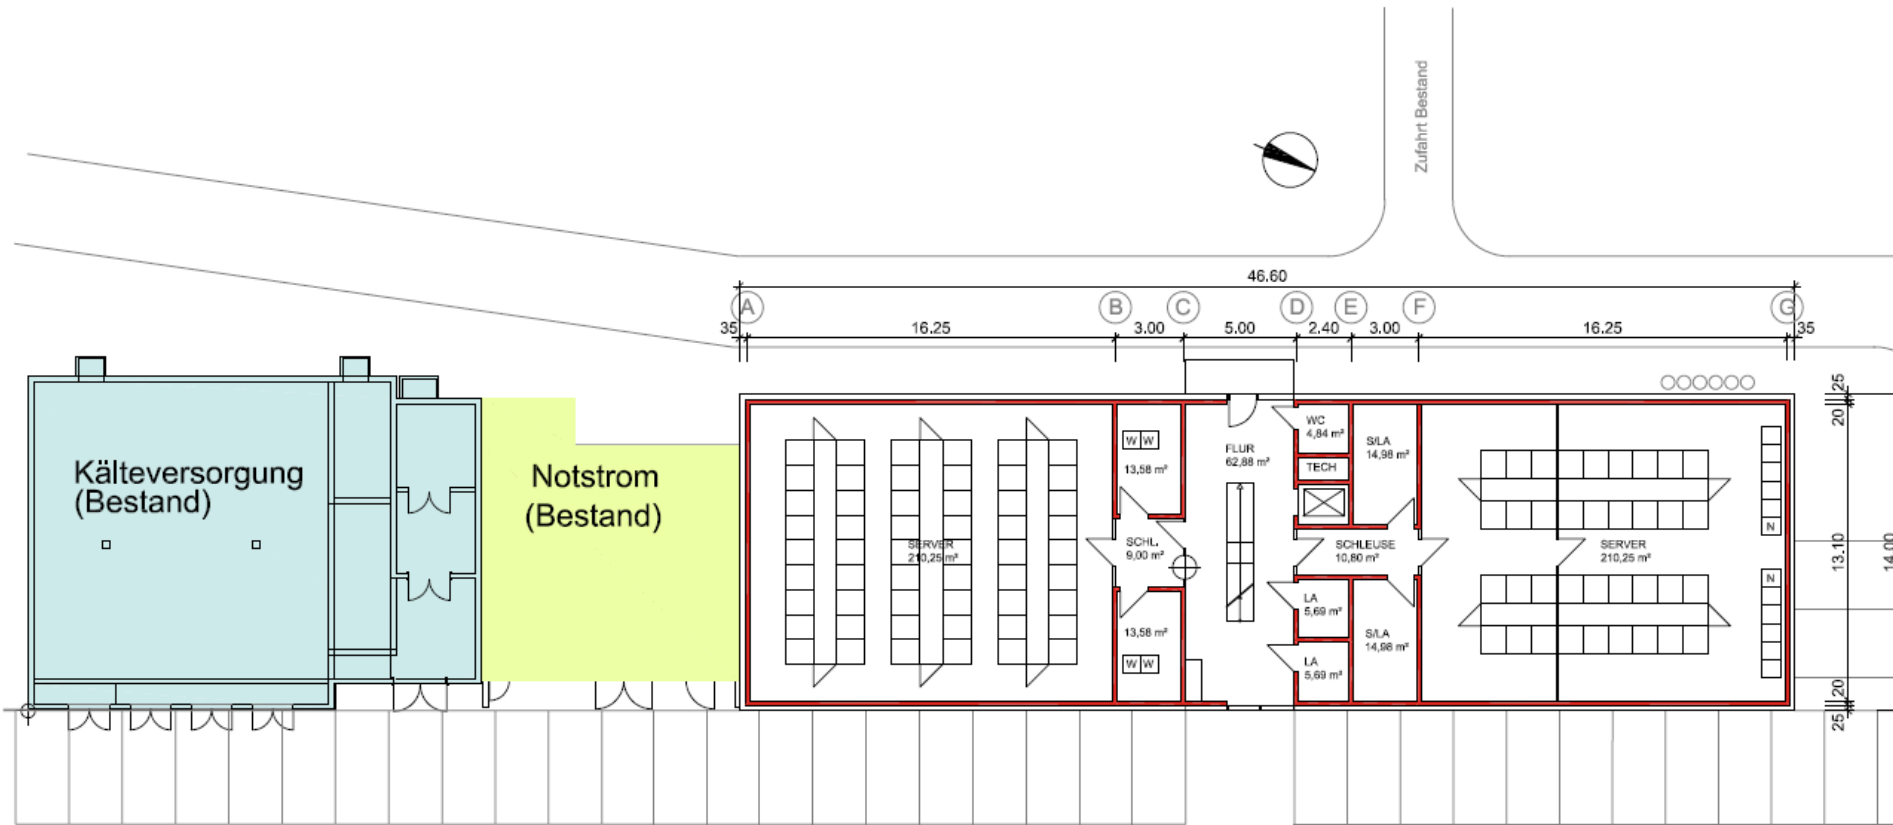 Zufahrt Bestand
46.60
A
B
C
D
E
F
G
35
16.25
3.00
5.00
2.40
3.00
16.25
35
Kälteversorgung
(Bestand)
Notstrom
(Bestand)
SERVER
210,25 m²
W W
13,58 m²
SCHL.
9,00 m²
13,58 m²
W W
FLUR
62,88 m²
WC
4,84 m²
TECH
S/LA
14,98 m²
SCHLEUSE
10,80 m²
LA
5,69 m²
LA
5,69 m²
S/LA
14,98 m²
SERVER
210,25 m²
N
N
25
20
13.10
14.00
20
25